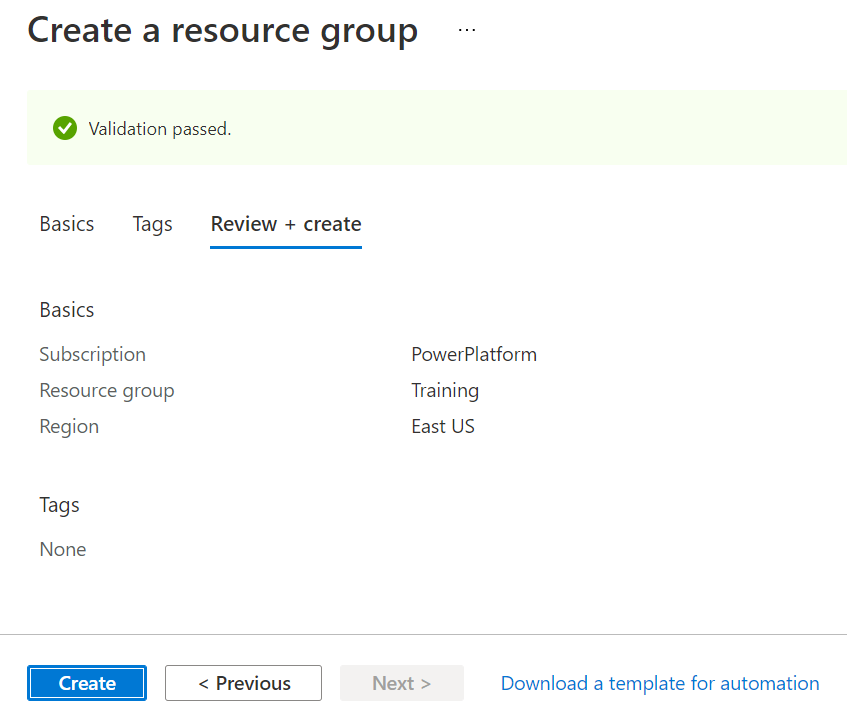 Create a resource group ...
Validation passed.
Basics Tags Review + create
Basics
Subscription PowerPlatform
Resource group Training
Region East US
Tags
None
Create < Previous Next > Download a template for automation